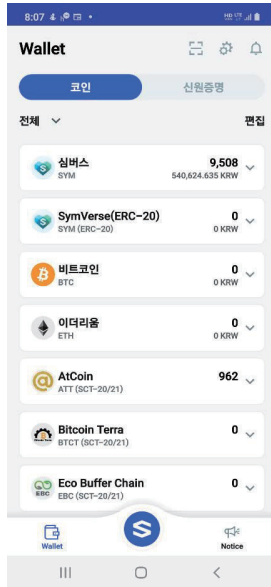 8:07
Wallet
코인
신원증명
전체
편집
심버스
9,508
SYM
540,624.635 KRW
SymVerse(ERC-20)
0
SYM (ERC-20)
0 KRW
비트코인
0
BTC
0 KRW
이더리움
0
ETH
0 KRW
AtCoin
962
ATT (SCT-20/21)
Bitcoin Terra
0
BTCT (SCT-20/21)
Eco Buffer Chain
0
EBC
EBC (SCT-20/21)
Wallet
Notice